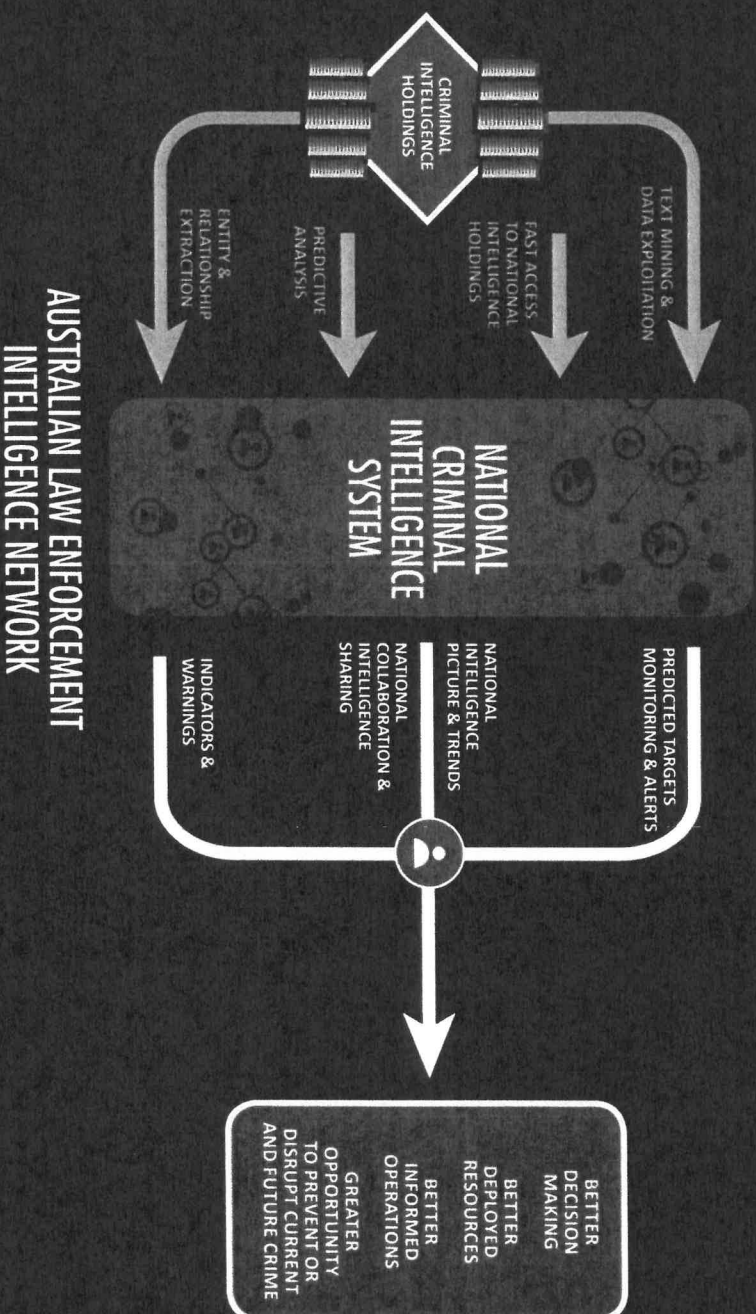 CRIMINAL
INTELLIGENCE
HOLDINGS
TEXT MINING &
DATA EXPLOITATION
FAST ACCESS
TO NATIONAL
INTELLIGENCE
HOLDINGS
PREDICTIVE
ANALYSIS
ENTITY &
RELATIONSHIP
EXTRACTION
NATIONAL
CRIMINAL
INTELLIGENCE
SYSTEM
PREDICTED TARGETS
MONITORING & ALERTS
NATIONAL
INTELLIGENCE
PICTURE & TRENDS
NATIONAL
COLLABORATION &
INTELLIGENCE
SHARING
INDICATORS &
WARNINGS
BETTER
DECISION
MAKING
BETTER
DEPLOYED
RESOURCES
BETTER
INFORMED
OPERATIONS
GREATER
OPPORTUNITY
TO PREVENT OR
DISRUPT CURRENT
AND FUTURE CRIME
AUSTRALIAN LAW ENFORCEMENT
INTELLIGENCE NETWORK